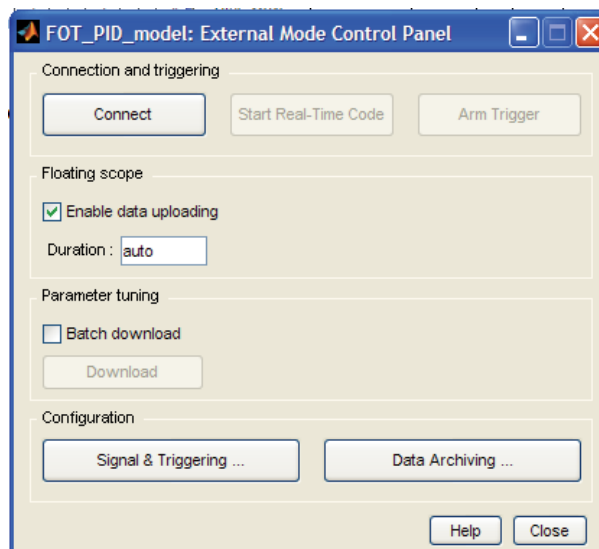 FOT_PID_model: External Mode Control Panel
Connection and triggering
Connect Start Real-Time Code Arm Trigger
Floating scope
Enable data uploading
Duration : auto
Parameter tuning
Batch download
Download
Configuration
Signal & Triggering ... Data Archiving ...
Help Close